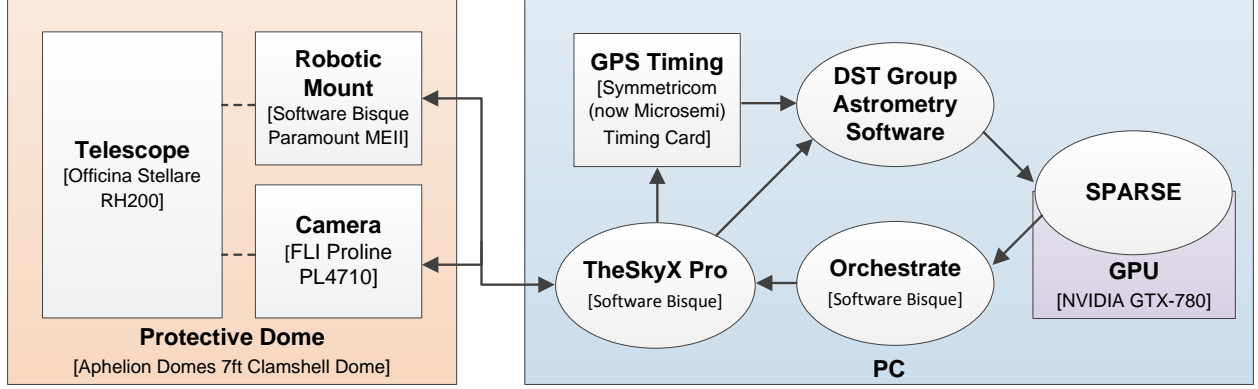 Telescope
[Officina Stellare
RH200]
Robotic
Mount
[Software Bisque
Paramount MEII]
Camera
[FLI Proline
PL4710]
Protective Dome
[Aphelion Domes 7ft Clamshell Dome]
GPS Timing
[Symmetricom
(now Microsemi)
Timing Card]
DST Group
Astrometry
Software
SPARSE
GPU
[NVIDIA GTX-780]
TheSkyX Pro
[Software Bisque]
Orchestrate
[Software Bisque]
PC